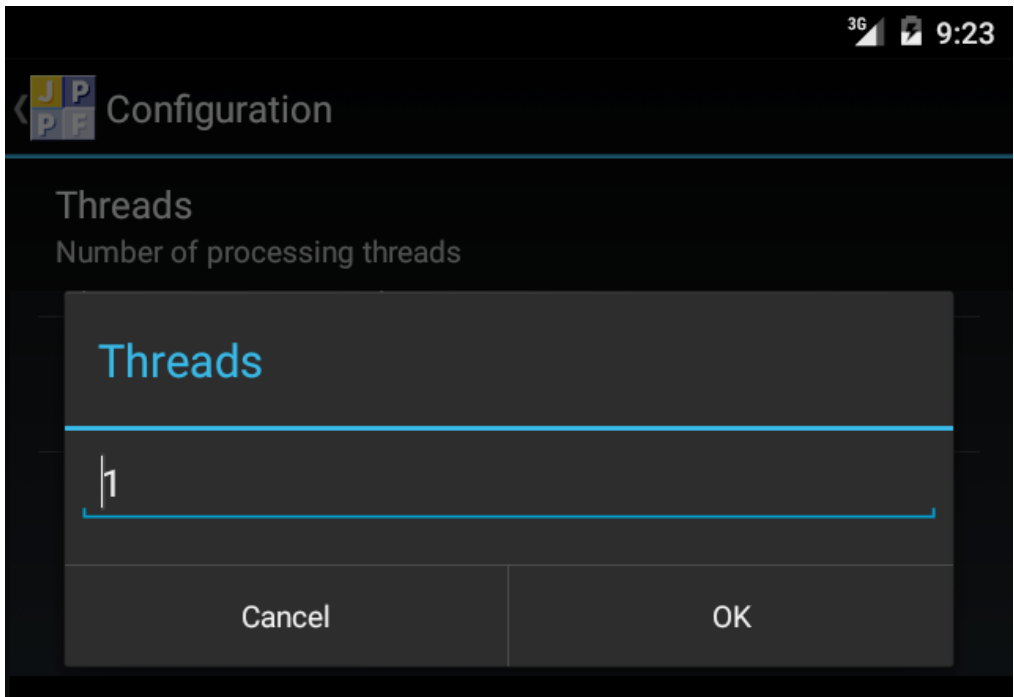 3G 9:23
J P
P F
Configuration
Threads
Number of processing threads
Threads
1
Cancel OK